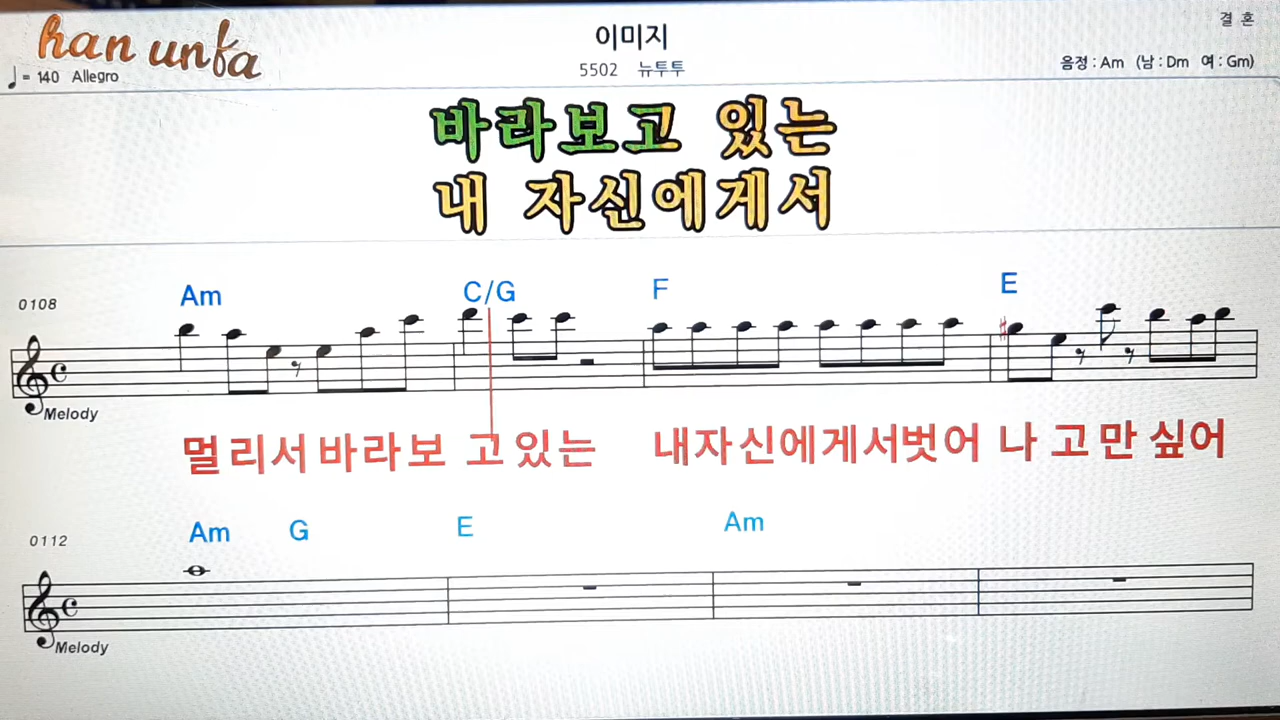 han unfa
이미지
결 혼
♩= 140 Allegro
5502 뉴투투
음정 : Am (남 : Dm 여 : Gm)
바라보고 있는
내 자신에게서
0108
Am C/G F E
Melody
멀리서바라보 고있는 내자신에게서벗어 나 고만 싶어
0112
Am G E Am
Melody